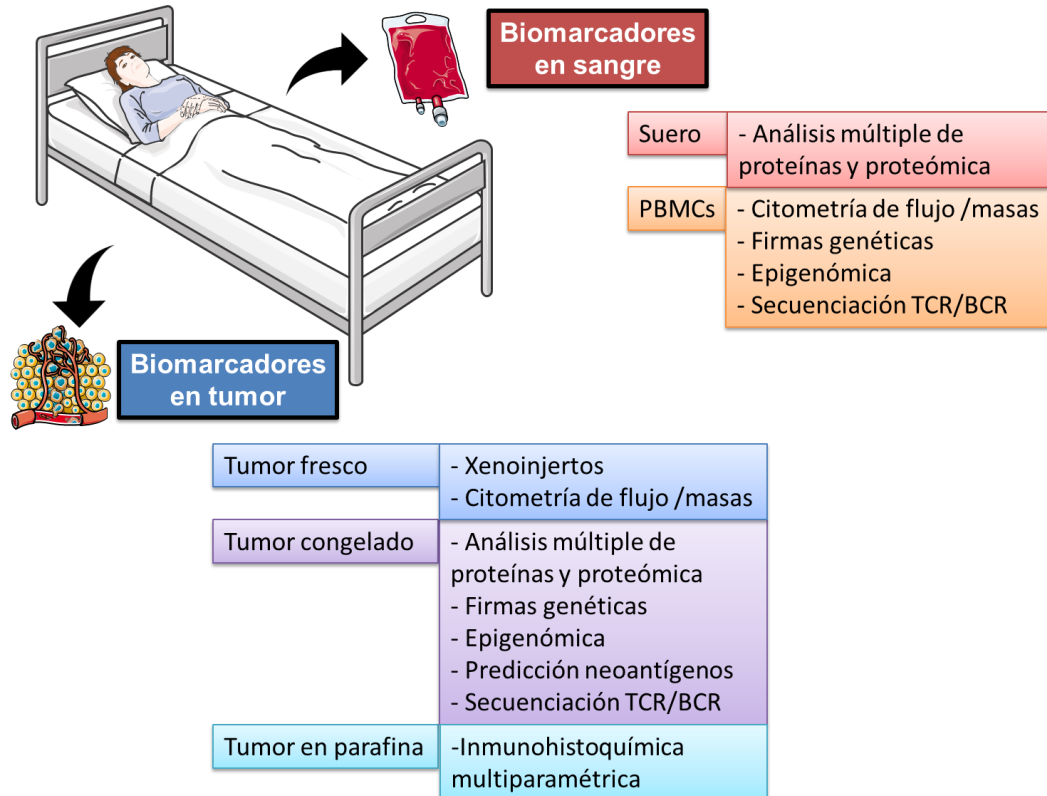 Biomarcadores
en sangre
Suero
- Análisis múltiple de
proteínas y proteómica
PBMCs
- Citometría de flujo /masas
- Firmas genéticas
- Epigenómica
- Secuenciación TCR/BCR
Biomarcadores
en tumor
Tumor fresco
- Xenoinjertos
- Citometría de flujo /masas
Tumor congelado
- Análisis múltiple de
proteínas y proteómica
- Firmas genéticas
- Epigenómica
- Predicción neoantígenos
- Secuenciación TCR/BCR
Tumor en parafina
-Inmunohistoquímica
multiparamétrica